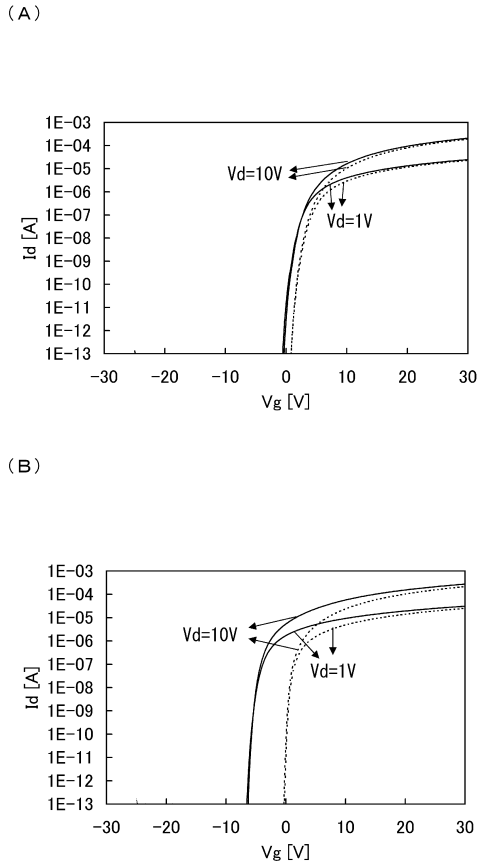 (A)
1E-03
1E-04
1E-05
1E-06
1E-07
1E-08
1E-09
1E-10
1E-11
1E-12
1E-13
Id [A]
Vd=10V
Vd=1V
-30 -20 -10 0 10 20 30
Vg [V]
(B)
1E-03
1E-04
1E-05
1E-06
1E-07
1E-08
1E-09
1E-10
1E-11
1E-12
1E-13
Id [A]
Vd=10V
Vd=1V
-30 -20 -10 0 10 20 30
Vg [V]